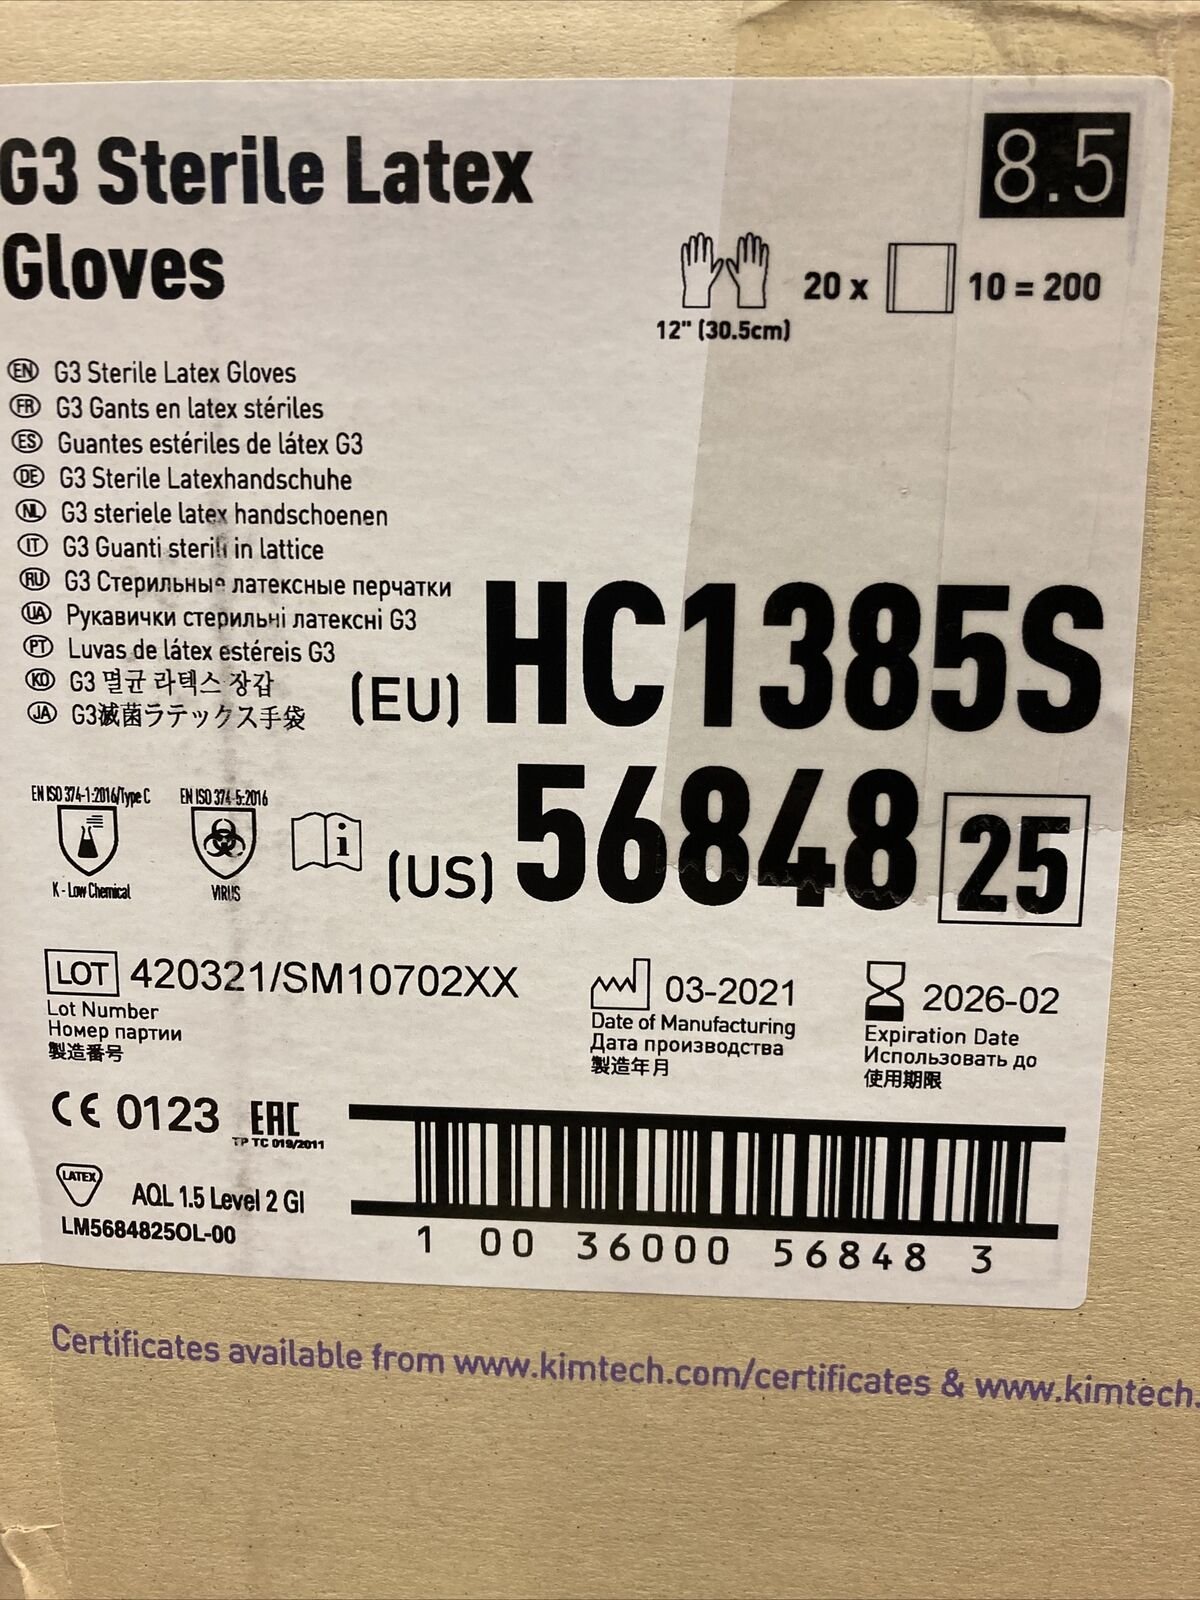 G3 Sterile Latex
Gloves
8.5
12" (30.5cm)
20 x 10 = 200
EN G3 Sterile Latex Gloves
FR G3 Gants en latex stériles
ES Guantes estériles de látex G3
DE G3 Sterile Latexhandschuhe
NL G3 steriele latex handschoenen
IT G3 Guanti sterili in lattice
RU G3 Стерильные латексные перчатки
UA Рукавички стерильні латексні G3
PT Luvas de látex estéreis G3
KO G3 멸균 라텍스 장갑
JA G3滅菌ラテックス手袋
(EU) HC1385S
(US) 56848 25
EN ISO 374-1:2016/Type C
K - Low Chemical
EN ISO 374-5:2016
VIRUS
i
LOT 420321/SM10702XX
Lot Number
Номер партии
製造番号
03-2021
Date of Manufacturing
Дата производства
製造年月
2026-02
Expiration Date
Использовать до
使用期限
CE 0123 EAC
ТР ТС 019/2011
LATEX
AQL 1.5 Level 2 GI
LM5684825OL-00
1 00 36000 56848 3
Certificates available from www.kimtech.com/certificates & www.kimtech.